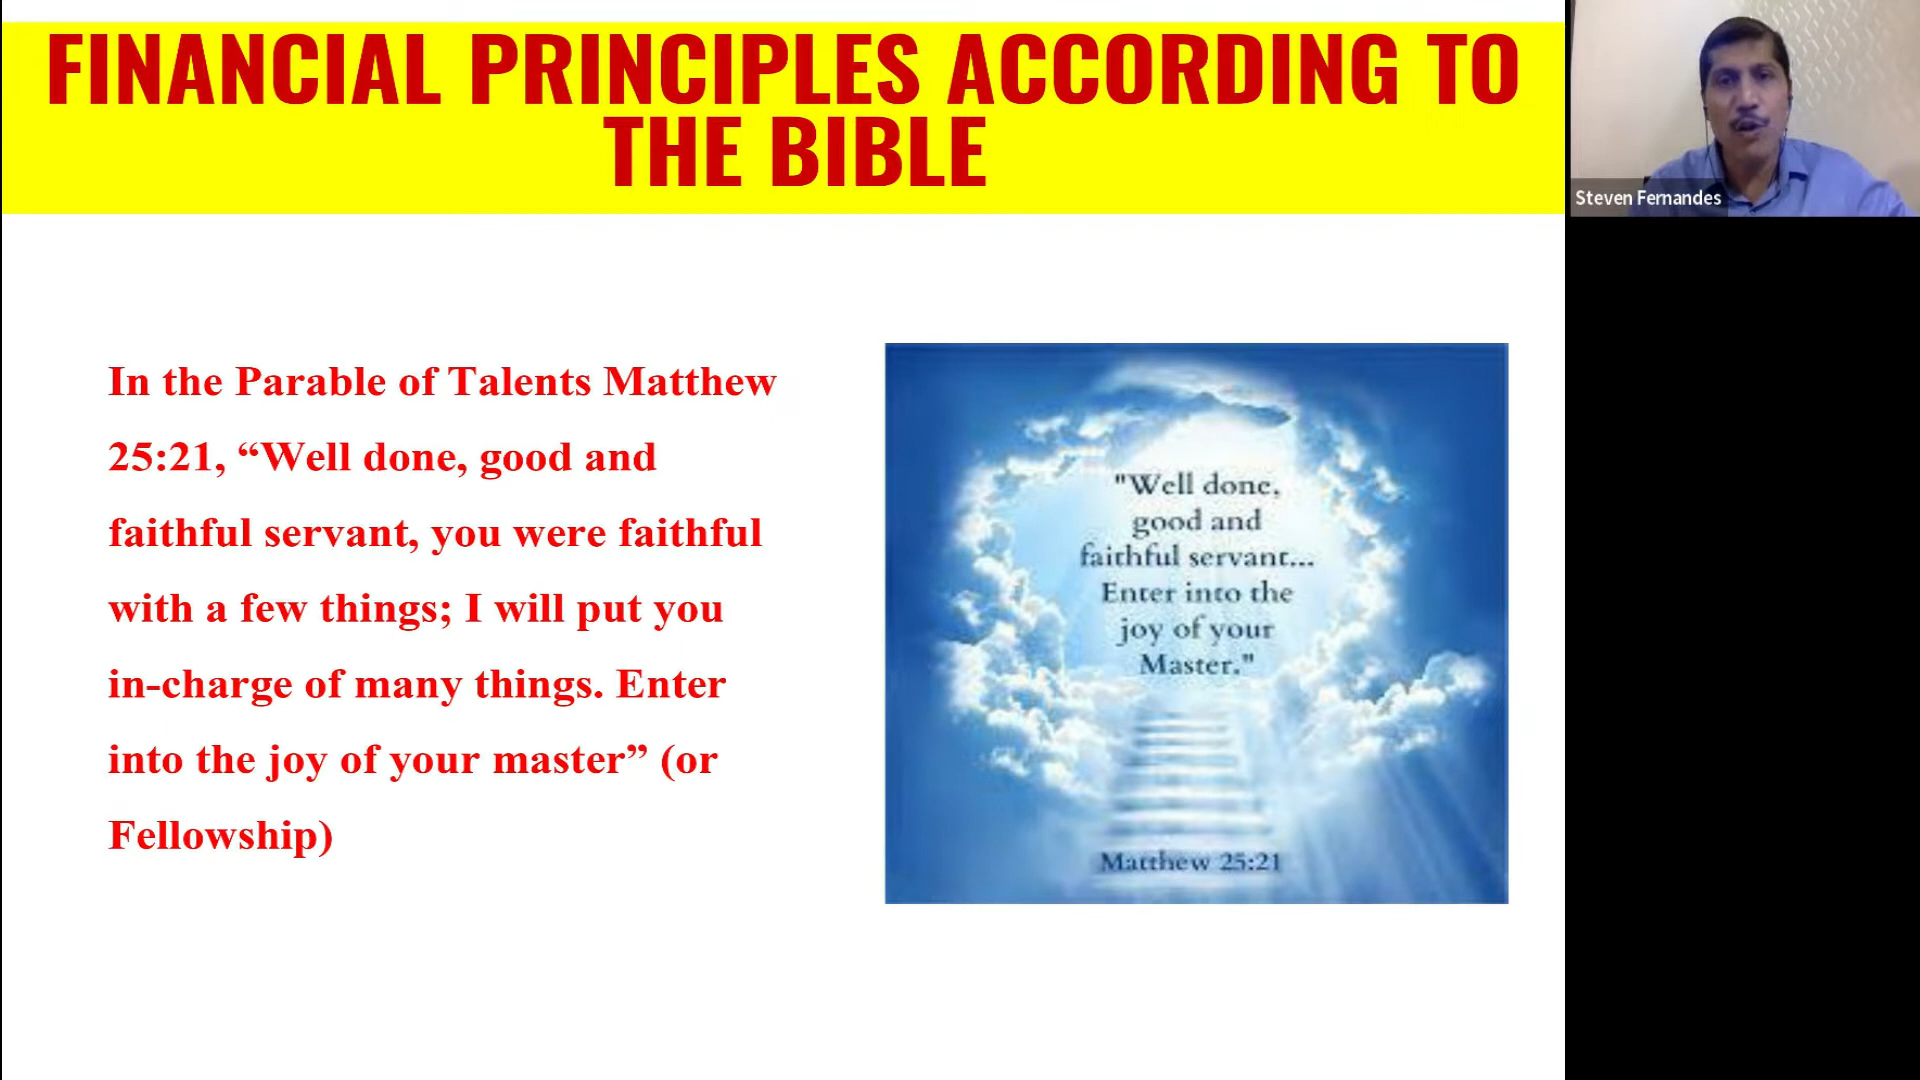 FINANCIAL PRINCIPLES ACCORDING TO
THE BIBLE
Steven Fernandes
In the Parable of Talents Matthew
25:21, “Well done, good and
faithful servant, you were faithful
with a few things; I will put you
in-charge of many things. Enter
into the joy of your master” (or
Fellowship)
"Well done,
good and
faithful servant...
Enter into the
joy of your
Master."
Matthew 25:21